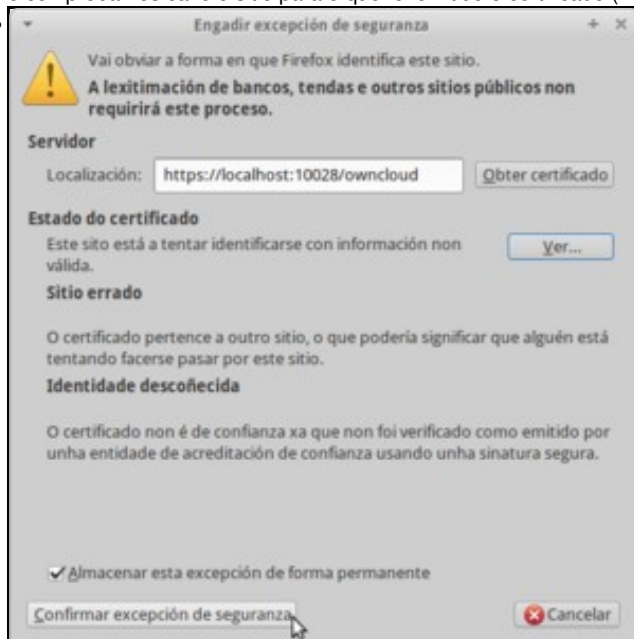 Engadir excepción de seguranza
Vai obviar a forma en que Firefox identifica este sitio.
A lexitimación de bancos, tendas e outros sitios públicos non
requirirá este proceso.
Servidor
Localización: https://localhost:10028/owncloud Obter certificado
Estado do certificado
Este sito está a tentar identificarse con información non
válida.
Ver...
Sitio errado
O certificado pertence a outro sitio, o que podería significar que alguén está
tentando facerse pasar por este sitio.
Identidade descoñecida
O certificado non é de confianza xa que non foi verificado como emitido por
unha entidade de acreditación de confianza usando unha sinatura segura.
Almacenar esta excepción de forma permanente
Confirmar excepción de seguranza Cancelar